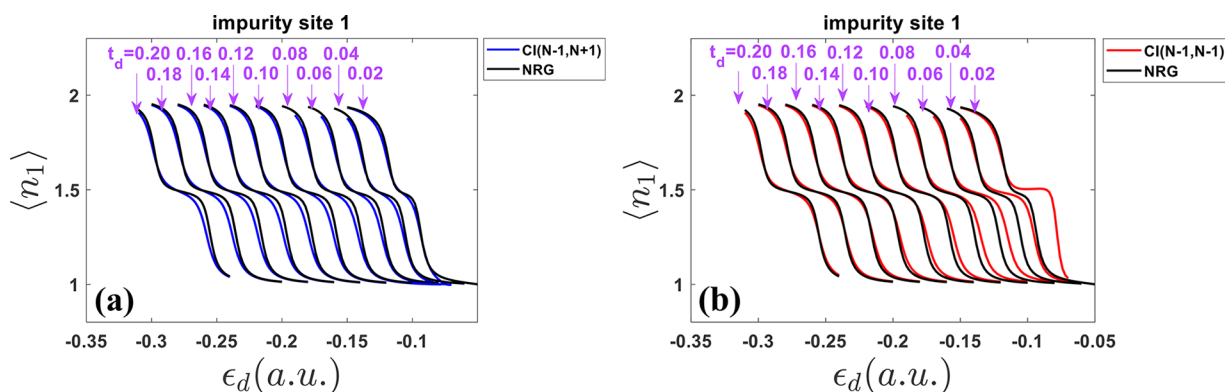 impurity site 1
t_d=0.20 0.16 0.12 0.08 0.04
0.18 0.14 0.10 0.06 0.02
CI(N-1,N+1)
NRG
2
1.5
1
⟨n₁⟩
(a)
-0.35 -0.3 -0.25 -0.2 -0.15 -0.1
ϵ_d(a.u.)
impurity site 1
t_d=0.20 0.16 0.12 0.08 0.04
0.18 0.14 0.10 0.06 0.02
CI(N-1,N-1)
NRG
2
1.5
1
⟨n₁⟩
(b)
-0.35 -0.3 -0.25 -0.2 -0.15 -0.1 -0.05
ϵ_d(a.u.)